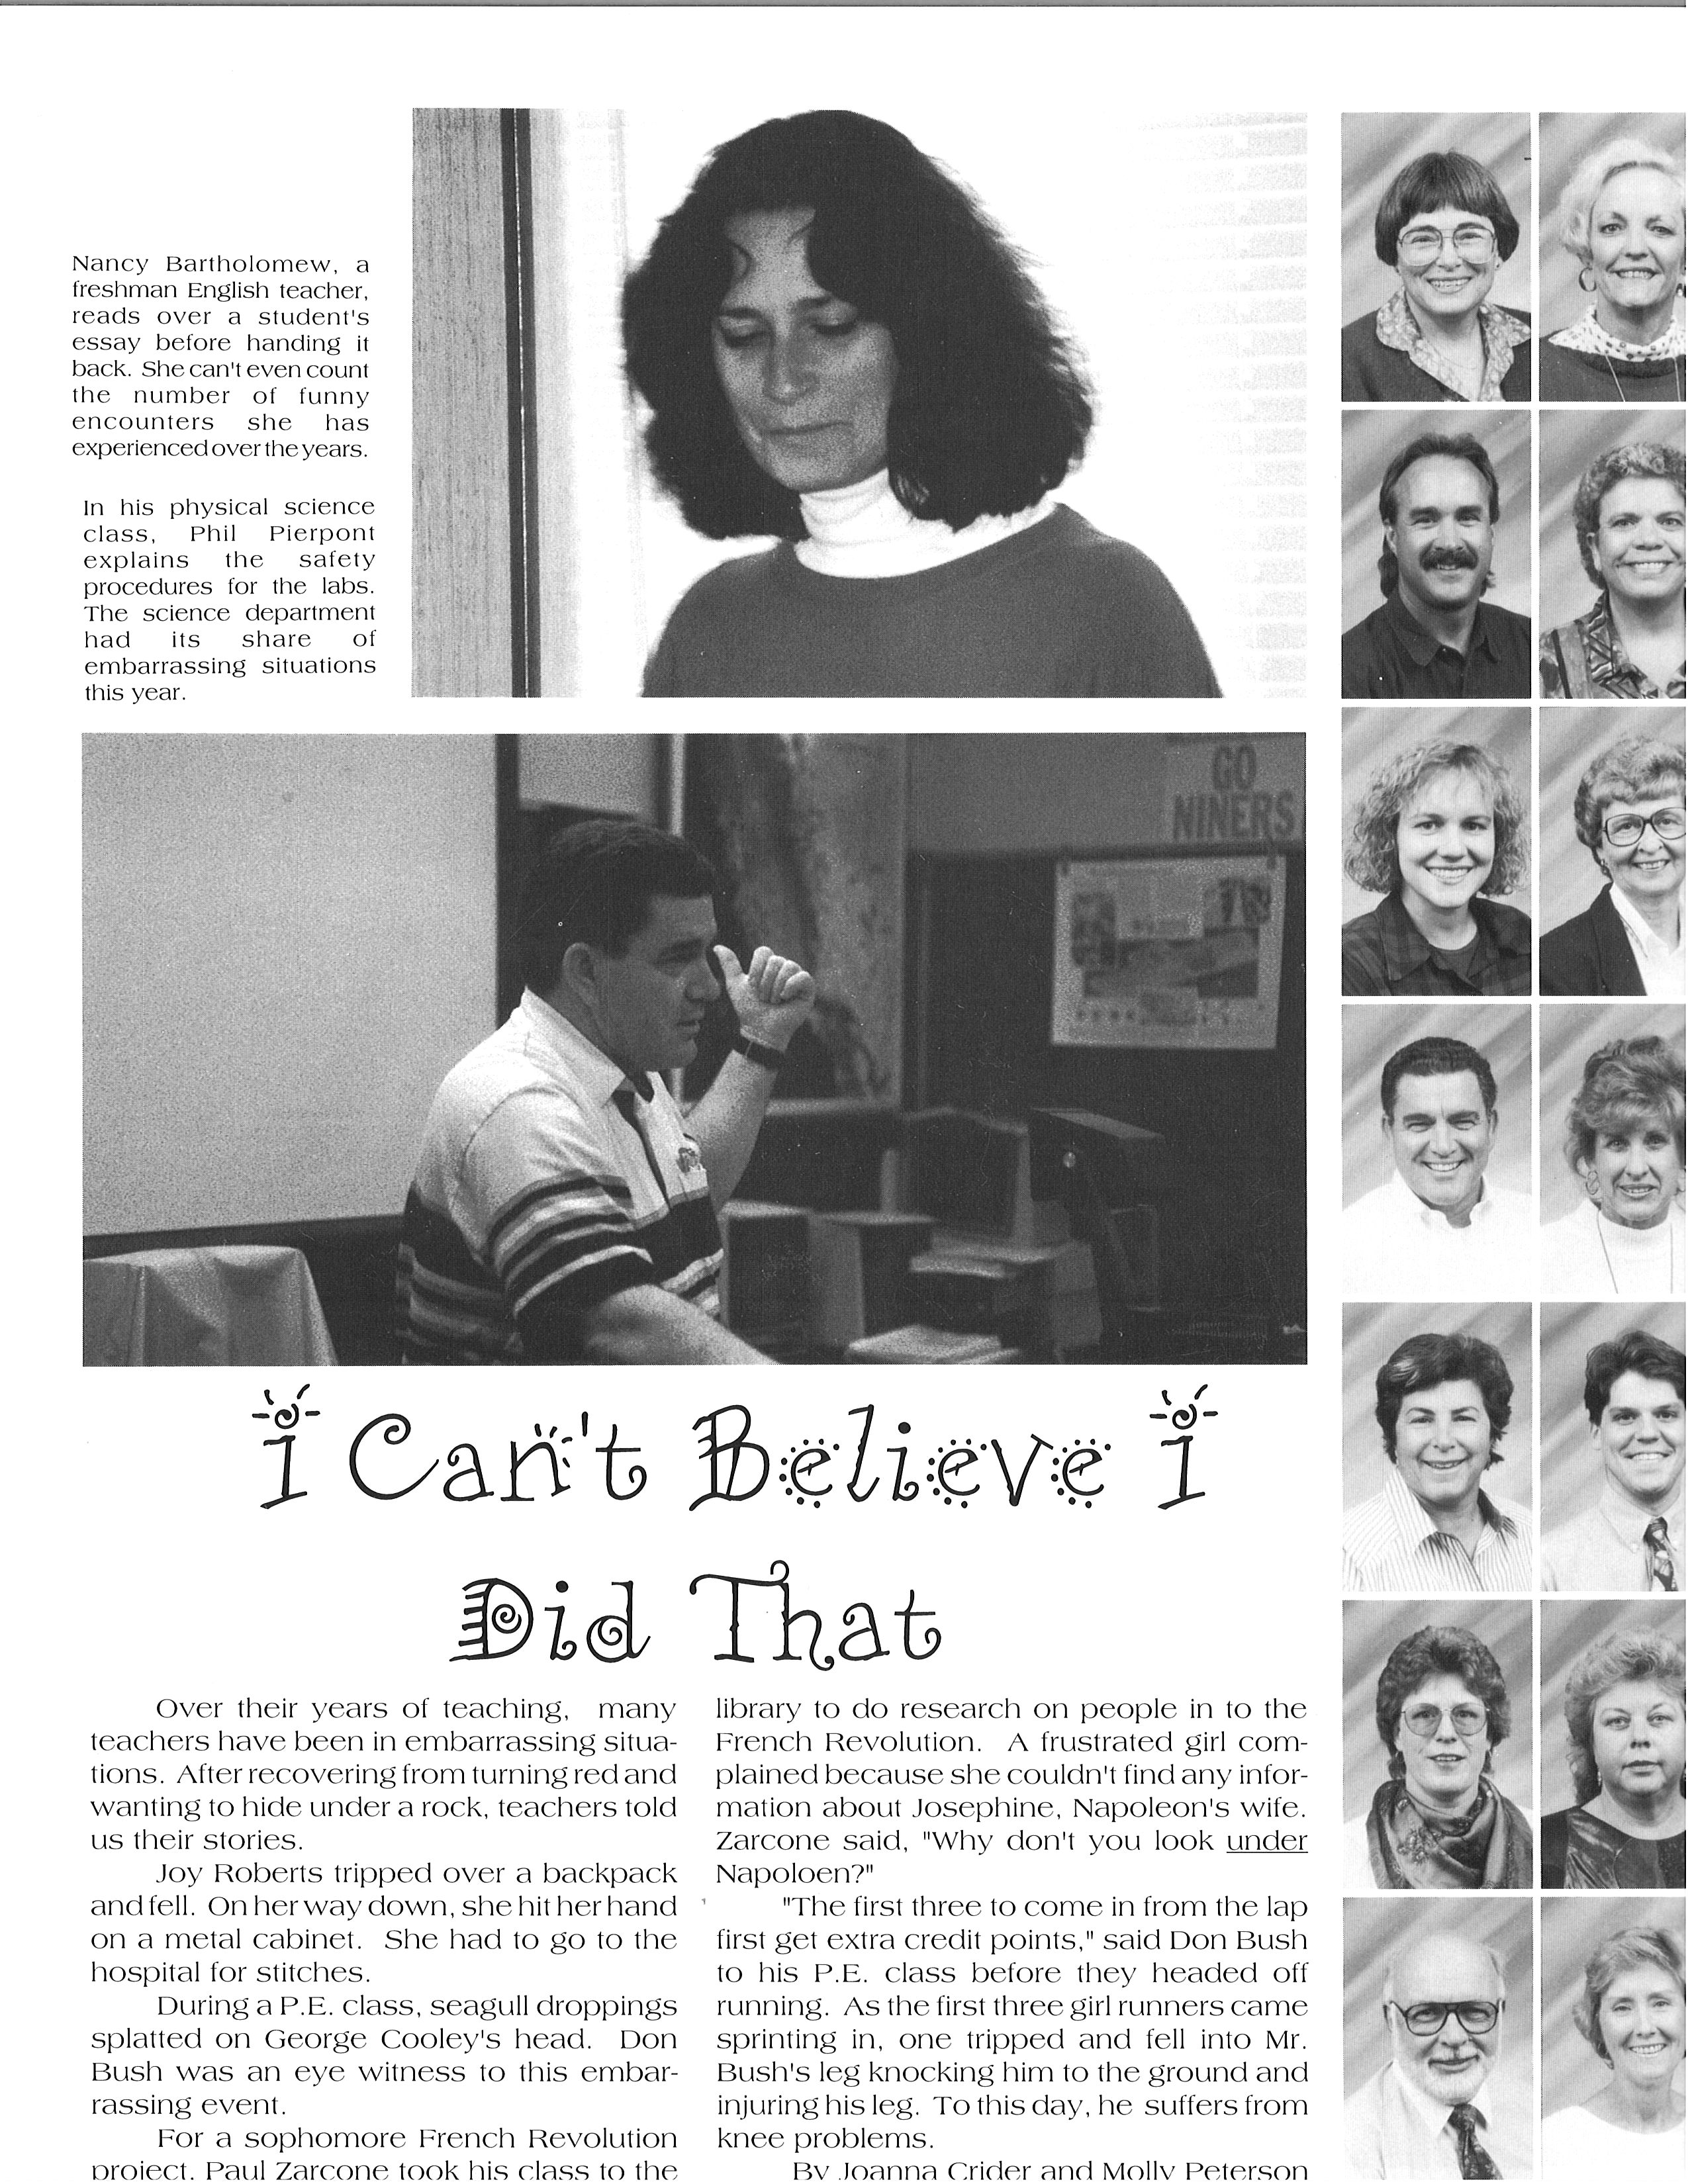 Nancy Bartholomew, a
freshman English teacher,
reads over a student's
essay before handing it
back. She can't even count
the number of funny
encounters she has
experienced over the years.
In his physical science
class, Phil Pierpont
explains the safety
procedures for the labs.
The science department
had its share of
embarrassing situations
this year.
GO
NINERS
i Can't Believe i
Did That
Over their years of teaching, many
teachers have been in embarrassing situa-
tions. After recovering from turning red and
wanting to hide under a rock, teachers told
us their stories.
Joy Roberts tripped over a backpack
and fell. On her way down, she hit her hand
on a metal cabinet. She had to go to the
hospital for stitches.
During a P.E. class, seagull droppings
splatted on George Cooley's head. Don
Bush was an eye witness to this embar-
rassing event.
For a sophomore French Revolution
project, Paul Zarcone took his class to the
library to do research on people in to the
French Revolution. A frustrated girl com-
plained because she couldn't find any infor-
mation about Josephine, Napoleon's wife.
Zarcone said, "Why don't you look under
Napoloen?"
"The first three to come in from the lap
first get extra credit points," said Don Bush
to his P.E. class before they headed off
running. As the first three girl runners came
sprinting in, one tripped and fell into Mr.
Bush's leg knocking him to the ground and
injuring his leg. To this day, he suffers from
knee problems.
By Joanna Crider and Molly Peterson